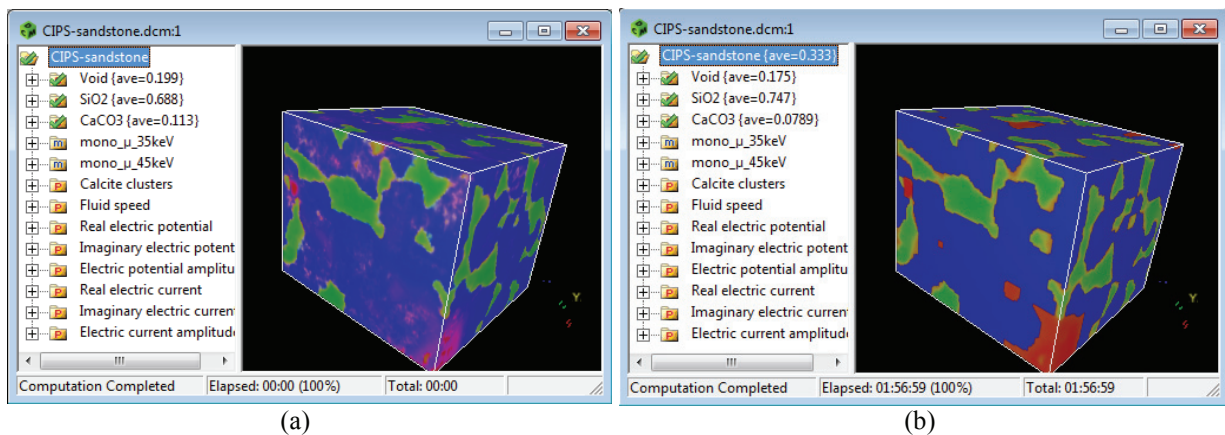 CIPS-sandstone.dcm:1
CIPS-sandstone
Void {ave=0.199}
SiO2 {ave=0.688}
CaCO3 {ave=0.113}
m mono_μ_35keV
m mono_μ_45keV
P Calcite clusters
P Fluid speed
P Real electric potential
P Imaginary electric potent
P Electric potential amplitu
P Real electric current
P Imaginary electric current
P Electric current amplitude
Y
Computation Completed Elapsed: 00:00 (100%) Total: 00:00
(a)
CIPS-sandstone.dcm:1
CIPS-sandstone {ave=0.333}
Void {ave=0.175}
SiO2 {ave=0.747}
CaCO3 {ave=0.0789}
m mono_μ_35keV
m mono_μ_45keV
P Calcite clusters
P Fluid speed
P Real electric potential
P Imaginary electric potent
P Electric potential amplitu
P Real electric current
P Imaginary electric current
P Electric current amplitude
Y
Computation Completed Elapsed: 01:56:59 (100%) Total: 01:56:59
(b)